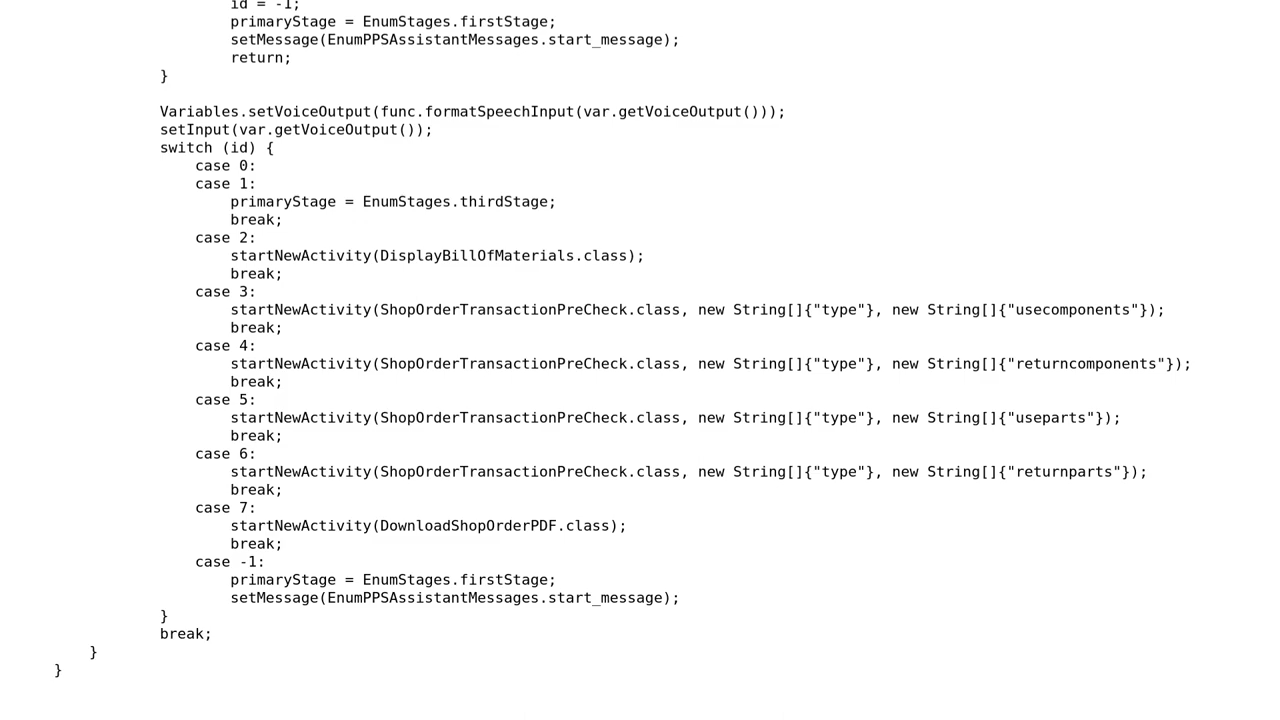 id = -1;
primaryStage = EnumStages.firstStage;
setMessage(EnumPPSAssistantMessages.start_message);
return;
}
Variables.setVoiceOutput(func.formatSpeechInput(var.getVoiceOutput()));
setInput(var.getVoiceOutput());
switch (id) {
case 0:
case 1:
primaryStage = EnumStages.thirdStage;
break;
case 2:
startNewActivity(DisplayBillOfMaterials.class);
break;
case 3:
startNewActivity(ShopOrderTransactionPreCheck.class, new String[]{"type"}, new String[]{"usecomponents"});
break;
case 4:
startNewActivity(ShopOrderTransactionPreCheck.class, new String[]{"type"}, new String[]{"returncomponents"});
break;
case 5:
startNewActivity(ShopOrderTransactionPreCheck.class, new String[]{"type"}, new String[]{"useparts"});
break;
case 6:
startNewActivity(ShopOrderTransactionPreCheck.class, new String[]{"type"}, new String[]{"returnparts"});
break;
case 7:
startNewActivity(DownloadShopOrderPDF.class);
break;
case -1:
primaryStage = EnumStages.firstStage;
setMessage(EnumPPSAssistantMessages.start_message);
}
break;
}
}